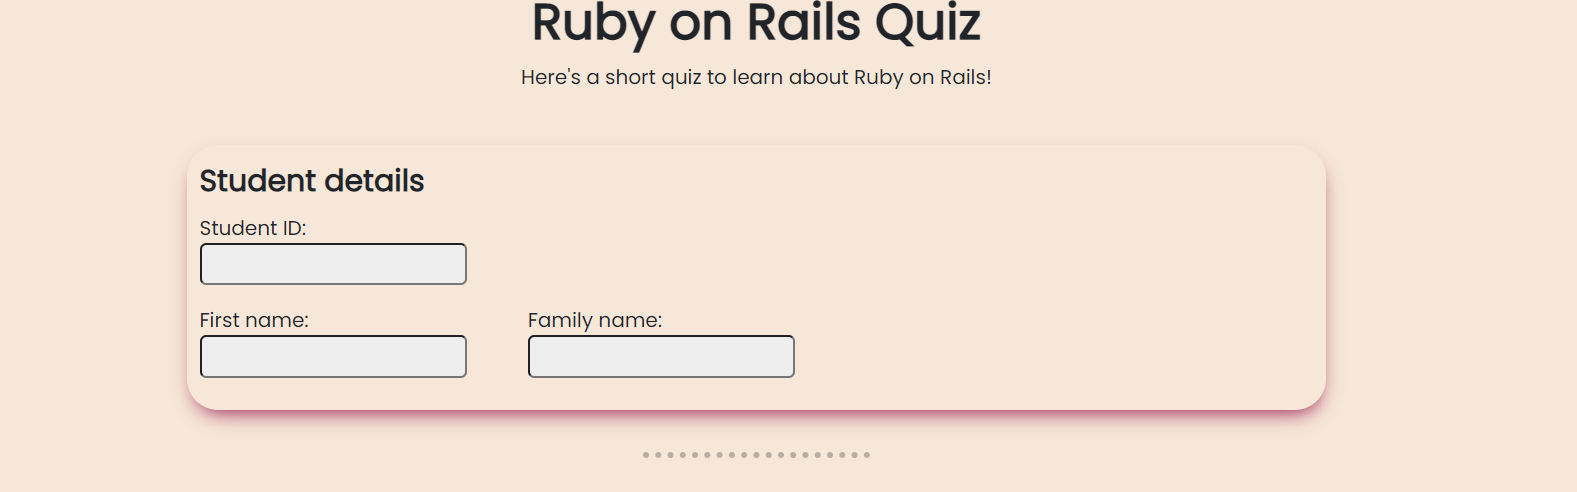 Ruby on Rails Quiz
Here's a short quiz to learn about Ruby on Rails!
Student details
Student ID:
First name: Family name: